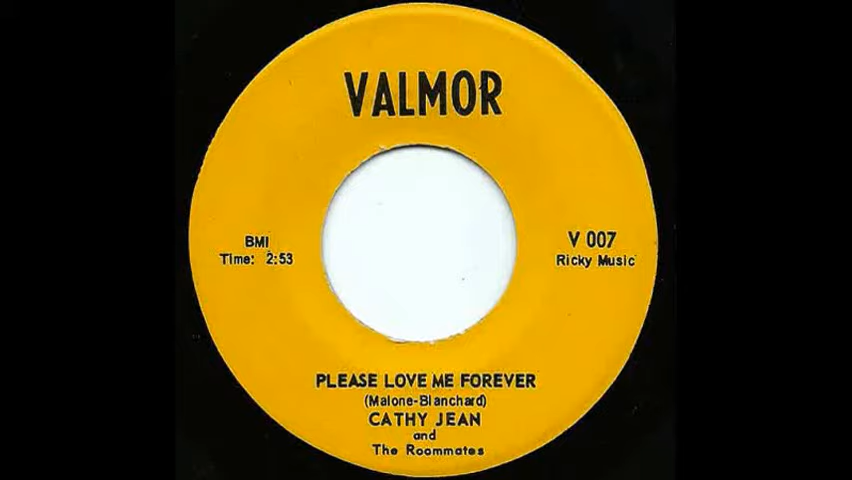 VALMOR
BMI
Time: 2:53
V 007
Ricky Music
PLEASE LOVE ME FOREVER
(Malone-Blanchard)
CATHY JEAN
and
The Roommates